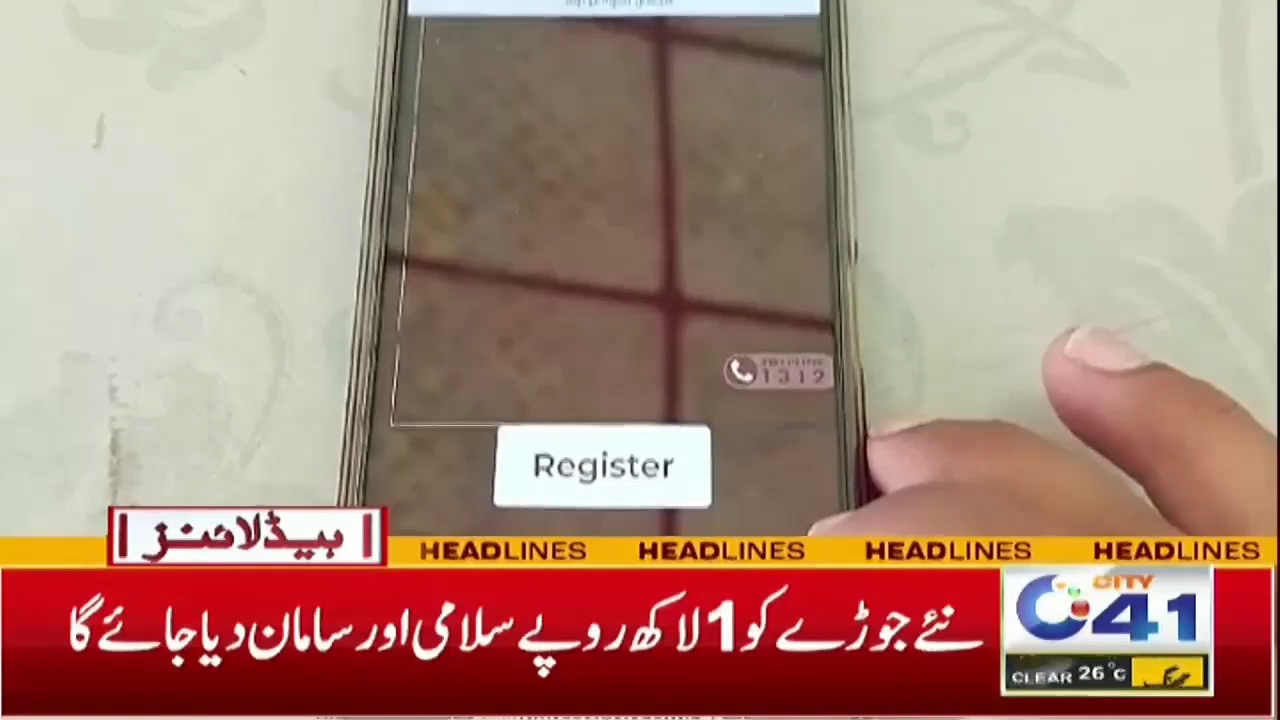 1312
Register
ہیڈلائنز
HEADLINES HEADLINES HEADLINES HEADLINES
نئے جوڑے کو 1 لاکھ روپے سلامی اور سامان دیا جائے گا
CITY
41
CLEAR 26°C